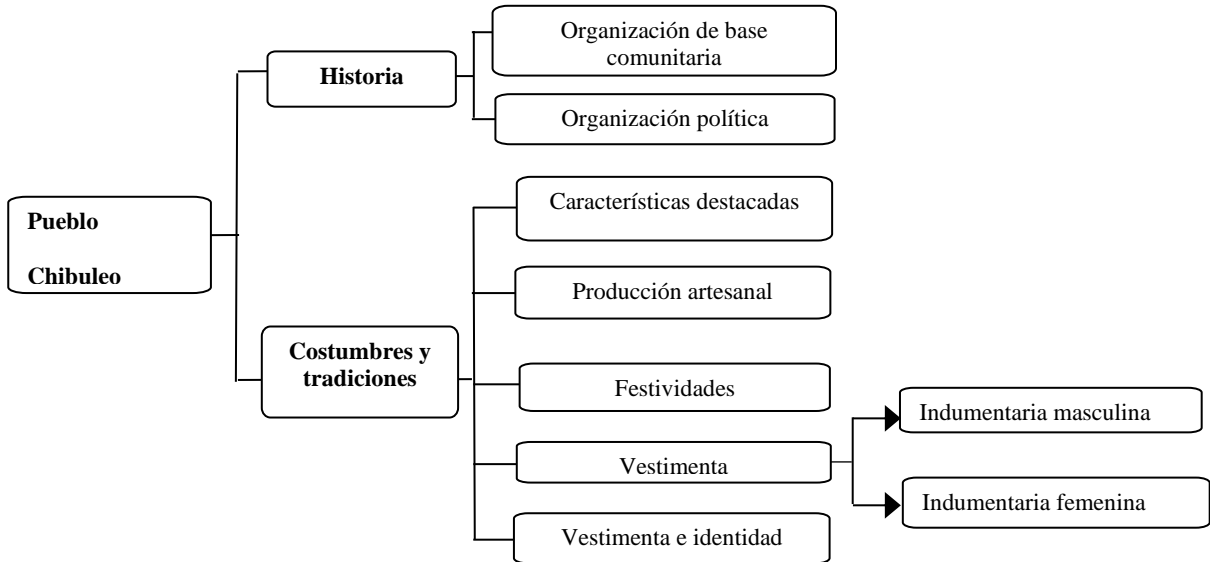 Pueblo
Chibuleo
Historia
Organización de base
comunitaria
Organización política
Costumbres y
tradiciones
Características destacadas
Producción artesanal
Festividades
Vestimenta
Indumentaria masculina
Indumentaria femenina
Vestimenta e identidad